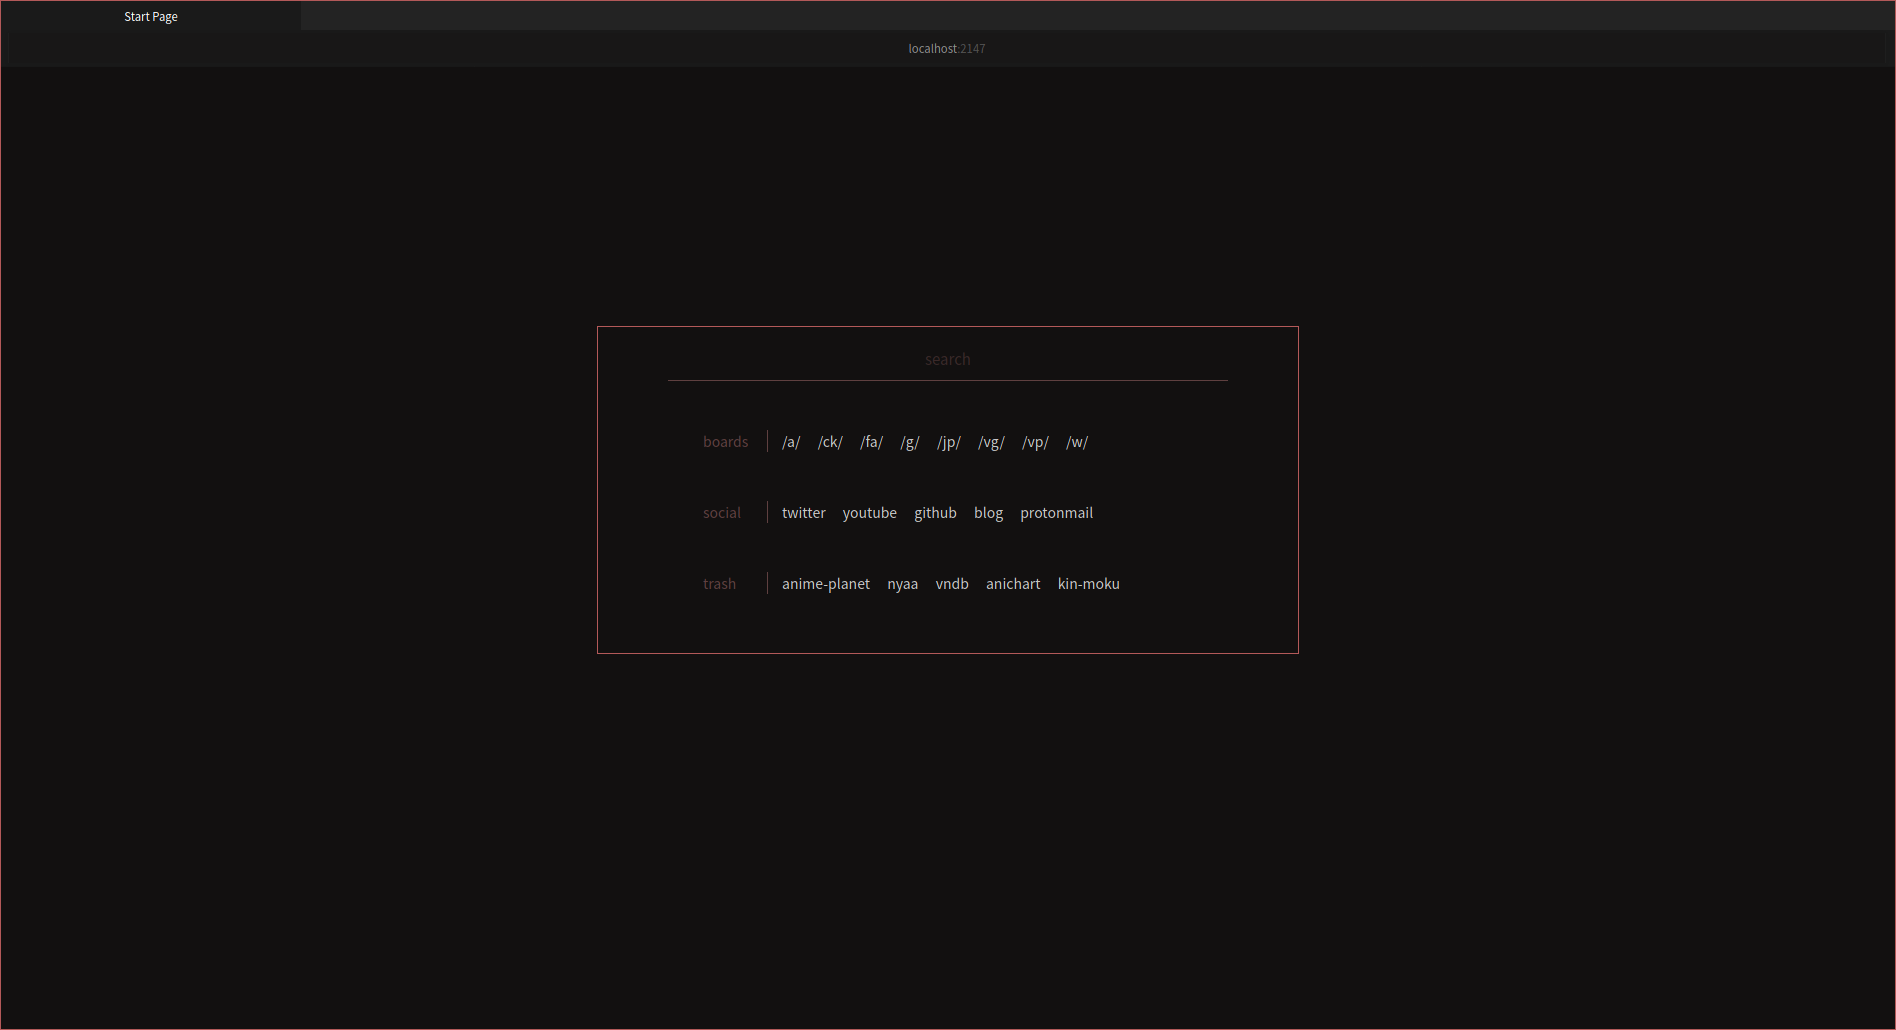 Start Page
localhost:2147
search
boards /a/ /ck/ /fa/ /g/ /jp/ /vg/ /vp/ /w/
social twitter youtube github blog protonmail
trash anime-planet nyaa vndb anichart kin-moku